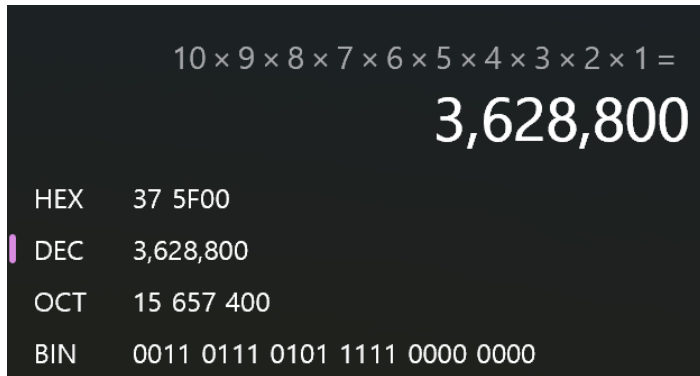 10 × 9 × 8 × 7 × 6 × 5 × 4 × 3 × 2 × 1 =
3,628,800
HEX 37 5F00
DEC 3,628,800
OCT 15 657 400
BIN 0011 0111 0101 1111 0000 0000